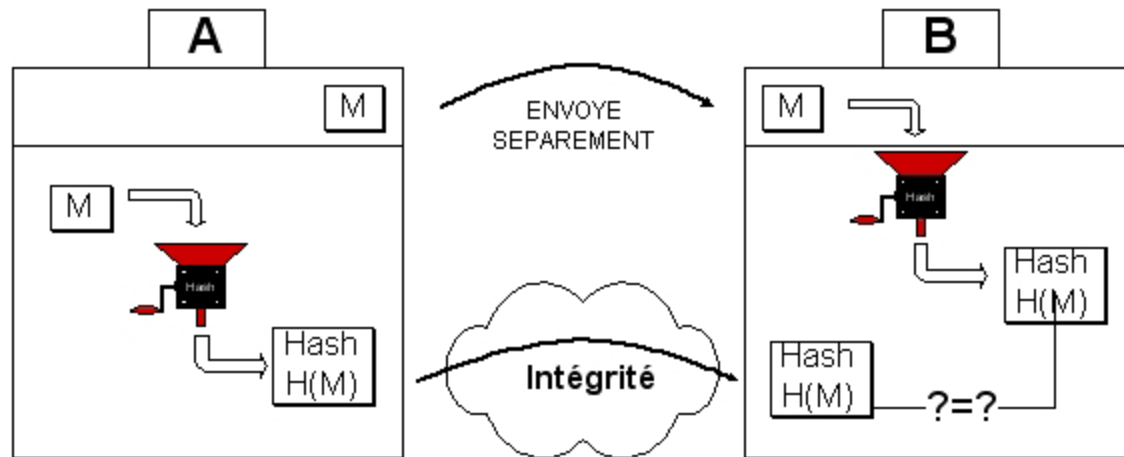 A
B
M
ENVOYE
SEPAREMENT
M
M
Hash
Hash
Hash
H(M)
Hash
H(M)
Intégrité
Hash
H(M)
?=?